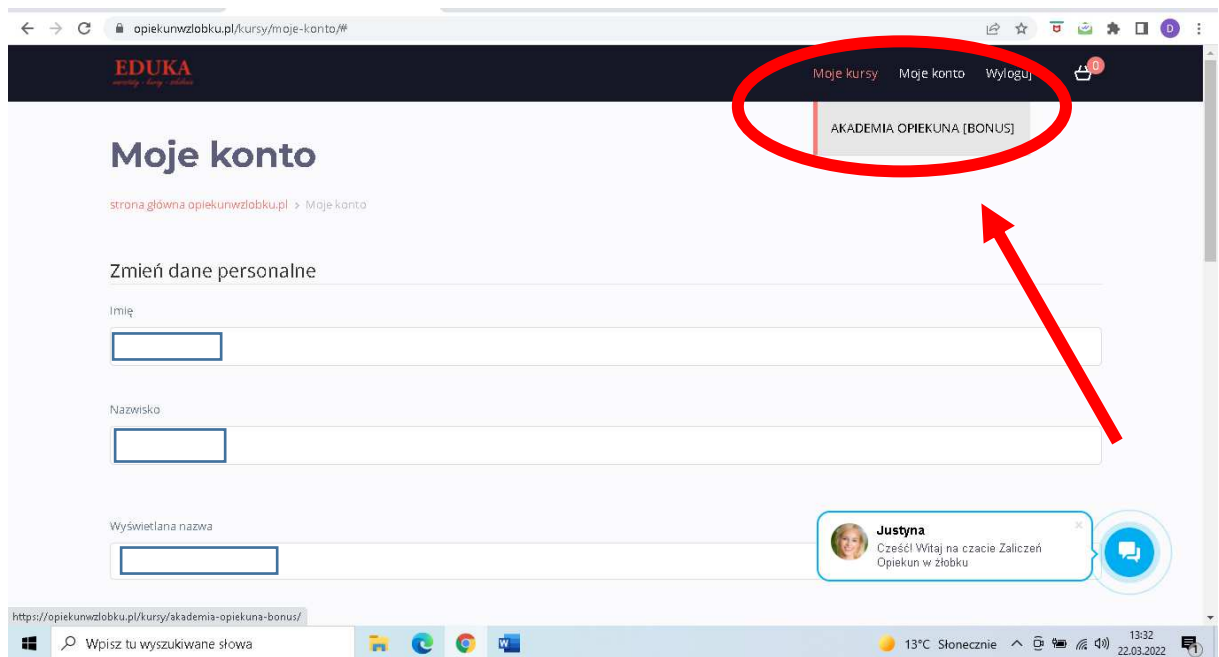 opiekunwzlobku.pl/kursy/moje-konto/#
D
EDUKA
Moje kursy Moje konto Wyloguj 0
AKADEMIA OPIEKUNA [BONUS]
Moje konto
strona główna opiekunwzlobku.pl > Moje konto
Zmień dane personalne
Imię
Nazwisko
Wyświetlana nazwa
Justyna
Cześć! Witaj na czacie Zaliczeń
Opiekun w żłobku
https://opiekunwzlobku.pl/kursy/akademia-opiekuna-bonus/
Wpisz tu wyszukiwane słowa
13°C Słonecznie
13:32
22.03.2022
1